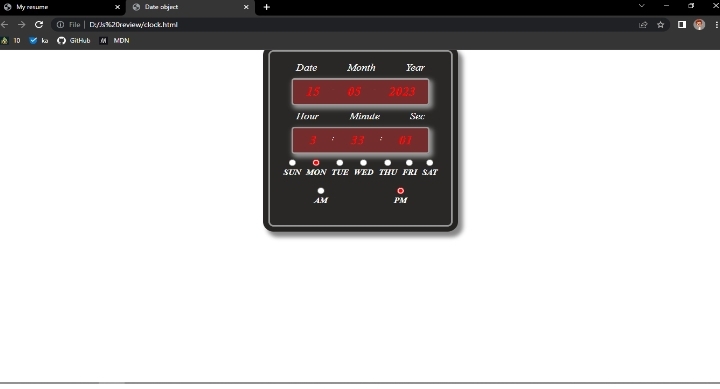 My resume
Date object
File D:/Js%20review/clock.html
10 ka GitHub M MDN
Date Month Year
15 05 2023
Hour Minute Sec
3 : 33 : 01
SUN MON TUE WED THU FRI SAT
AM PM